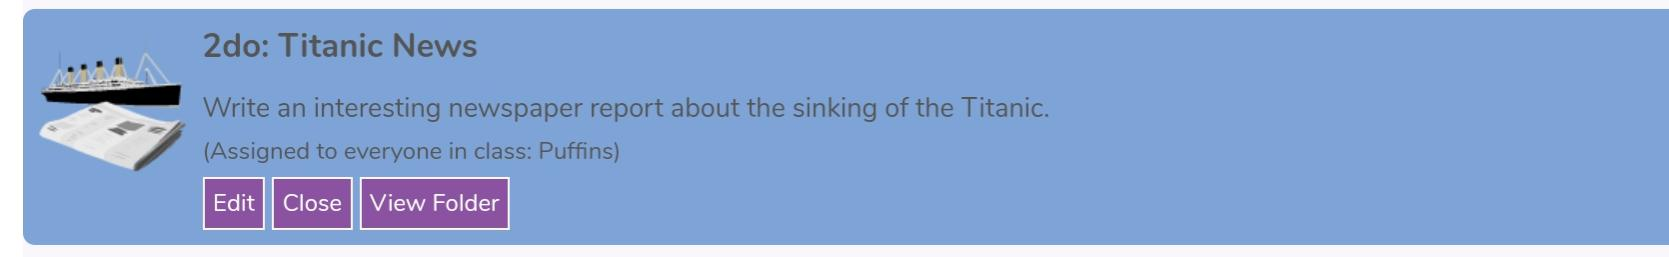 2do: Titanic News
Write an interesting newspaper report about the sinking of the Titanic.
(Assigned to everyone in class: Puffins)
Edit Close View Folder